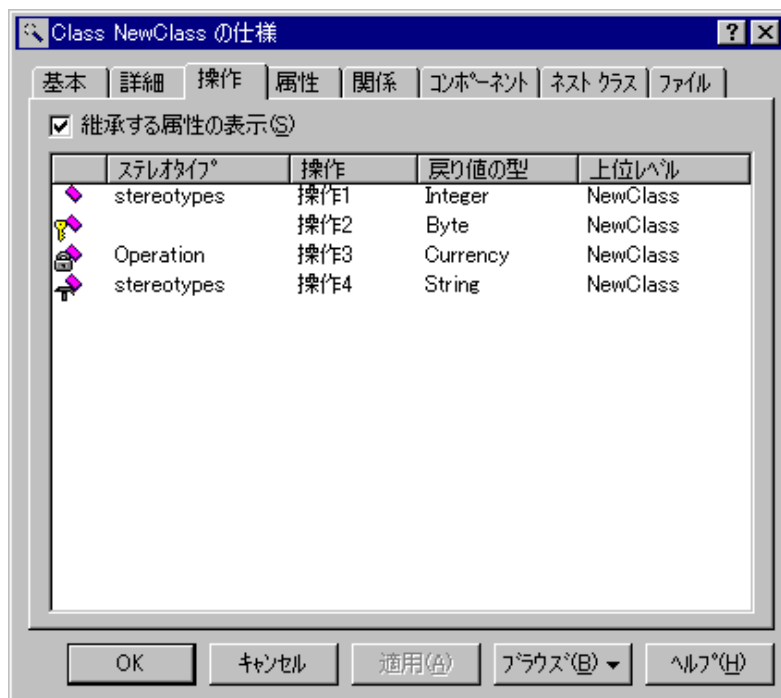 Class NewClass の仕様
基本 詳細 操作 属性 関係 ｺﾝﾎﾟｰﾈﾝﾄ ﾈｽﾄ ｸﾗｽ ﾌｧｲﾙ
継承する属性の表示(S)
ｽﾃﾚｵﾀｲﾌﾟ 操作 戻り値の型 上位ﾚﾍﾞﾙ
stereotypes 操作1 Integer NewClass
操作2 Byte NewClass
Operation 操作3 Currency NewClass
stereotypes 操作4 String NewClass
OK ｷｬﾝｾﾙ 適用(A) ﾌﾞﾗｳｽﾞ(B) ﾍﾙﾌﾟ(H)